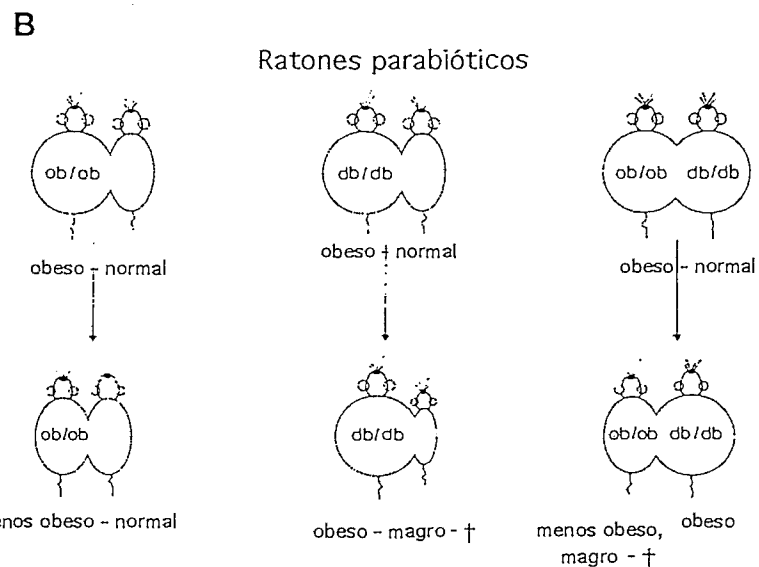 B
Ratones parabióticos
ob/ob
db/db
ob/ob db/db
obeso - normal
obeso - normal
obeso - normal
ob/ob
db/db
ob/ob db/db
enos obeso - normal
obeso - magro - †
menos obeso,
magro - †
obeso